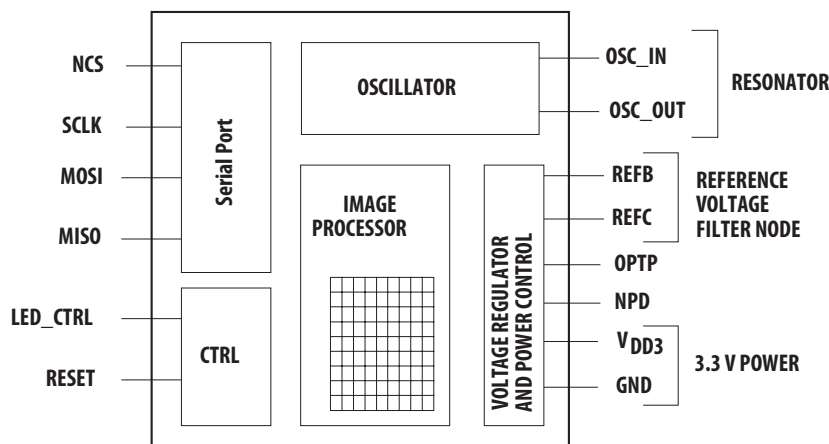 NCS
SCLK
MOSI
MISO
LED_CTRL
RESET
Serial Port
CTRL
OSCILLATOR
IMAGE
PROCESSOR
VOLTAGE REGULATOR
AND POWER CONTROL
OSC_IN
OSC_OUT
RESONATOR
REFB
REFC
REFERENCE
VOLTAGE
FILTER NODE
OPTP
NPD
VDD3
GND
3.3 V POWER